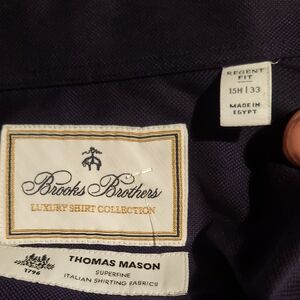 REGENT
FIT
15H | 33
MADE IN
EGYPT
Brooks Brothers
LUXURY SHIRT COLLECTION
1796
THOMAS MASON
SUPERFINE
ITALIAN SHIRTING FABRICS